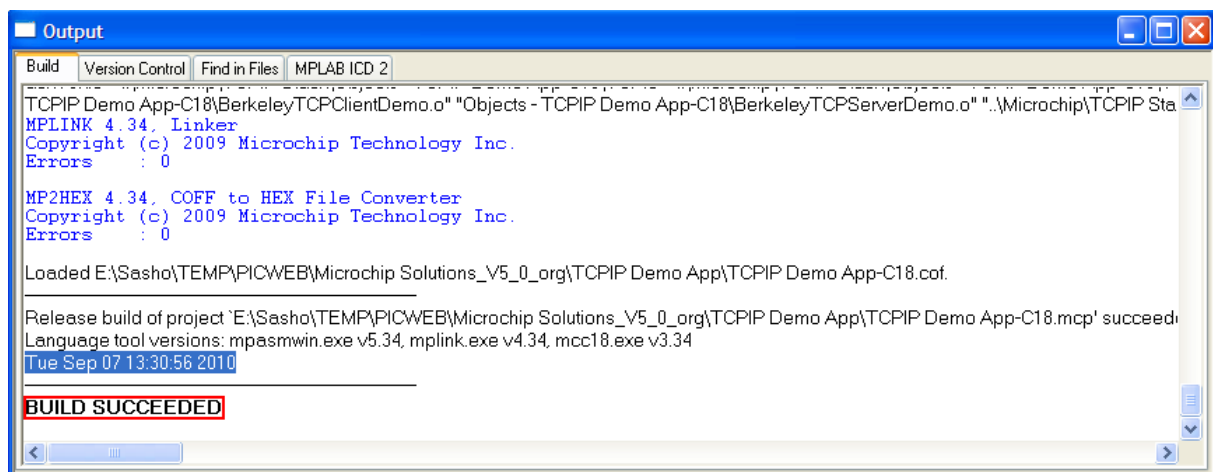 Output
Build Version Control Find in Files MPLAB ICD 2
TCPIP Demo App-C18\BerkeleyTCPClientDemo.o" "Objects - TCPIP Demo App-C18\BerkeleyTCPServerDemo.o" "..\Microchip\TCPIP Sta
MPLINK 4.34, Linker
Copyright (c) 2009 Microchip Technology Inc.
Errors : 0
MP2HEX 4.34, COFF to HEX File Converter
Copyright (c) 2009 Microchip Technology Inc.
Errors : 0
Loaded E:\Sasho\TEMP\PICWEB\Microchip Solutions_V5_0_org\TCPIP Demo App\TCPIP Demo App-C18.cof.
Release build of project `E:\Sasho\TEMP\PICWEB\Microchip Solutions_V5_0_org\TCPIP Demo App\TCPIP Demo App-C18.mcp' succeed
Language tool versions: mpasmwin.exe v5.34, mplink.exe v4.34, mcc18.exe v3.34
Tue Sep 07 13:30:56 2010
BUILD SUCCEEDED